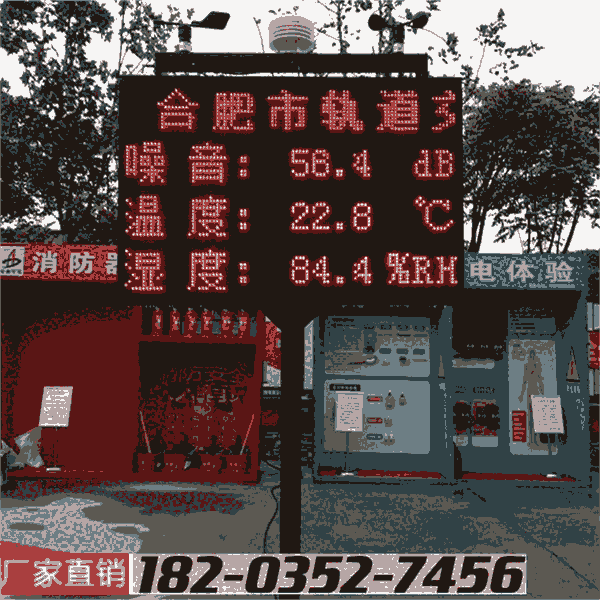 合肥市轨道
噪 音: 56.4 dB
温 度: 22.8 ℃
湿 度: 84.4 %RH
消防器
电体验
厂家直销 182-0352-7456